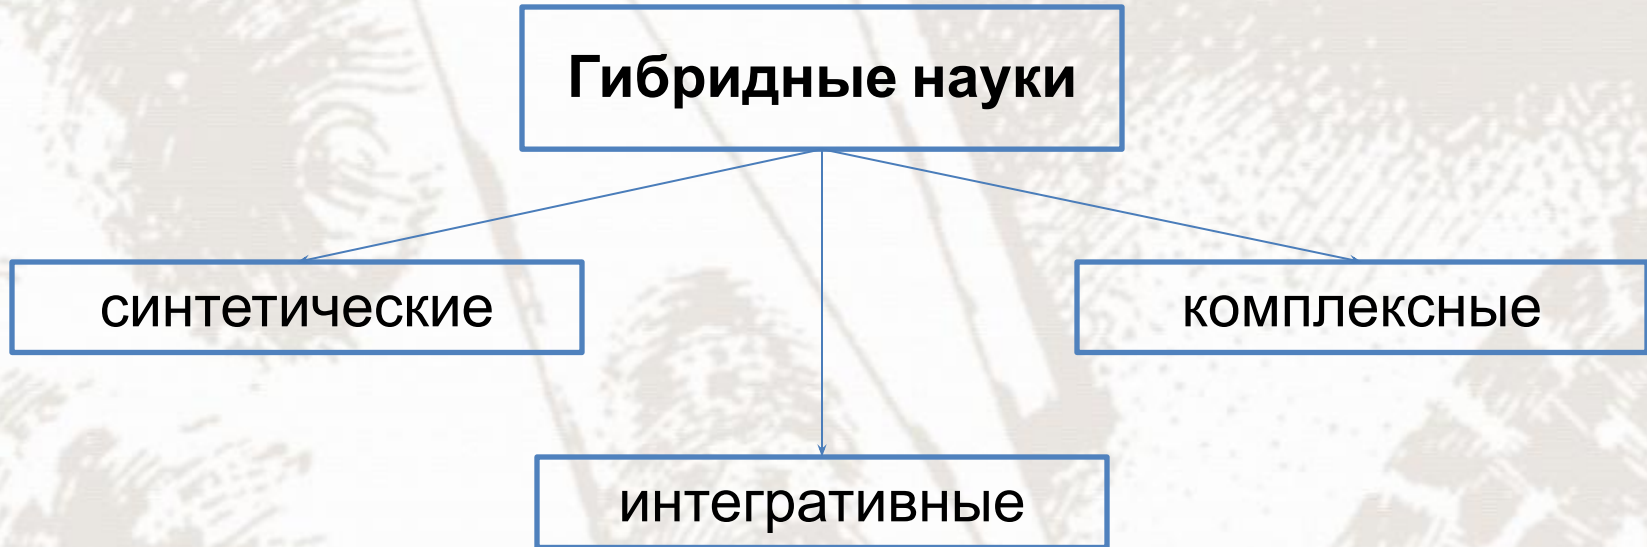 Гибридные науки
синтетические
комплексные
интегративные